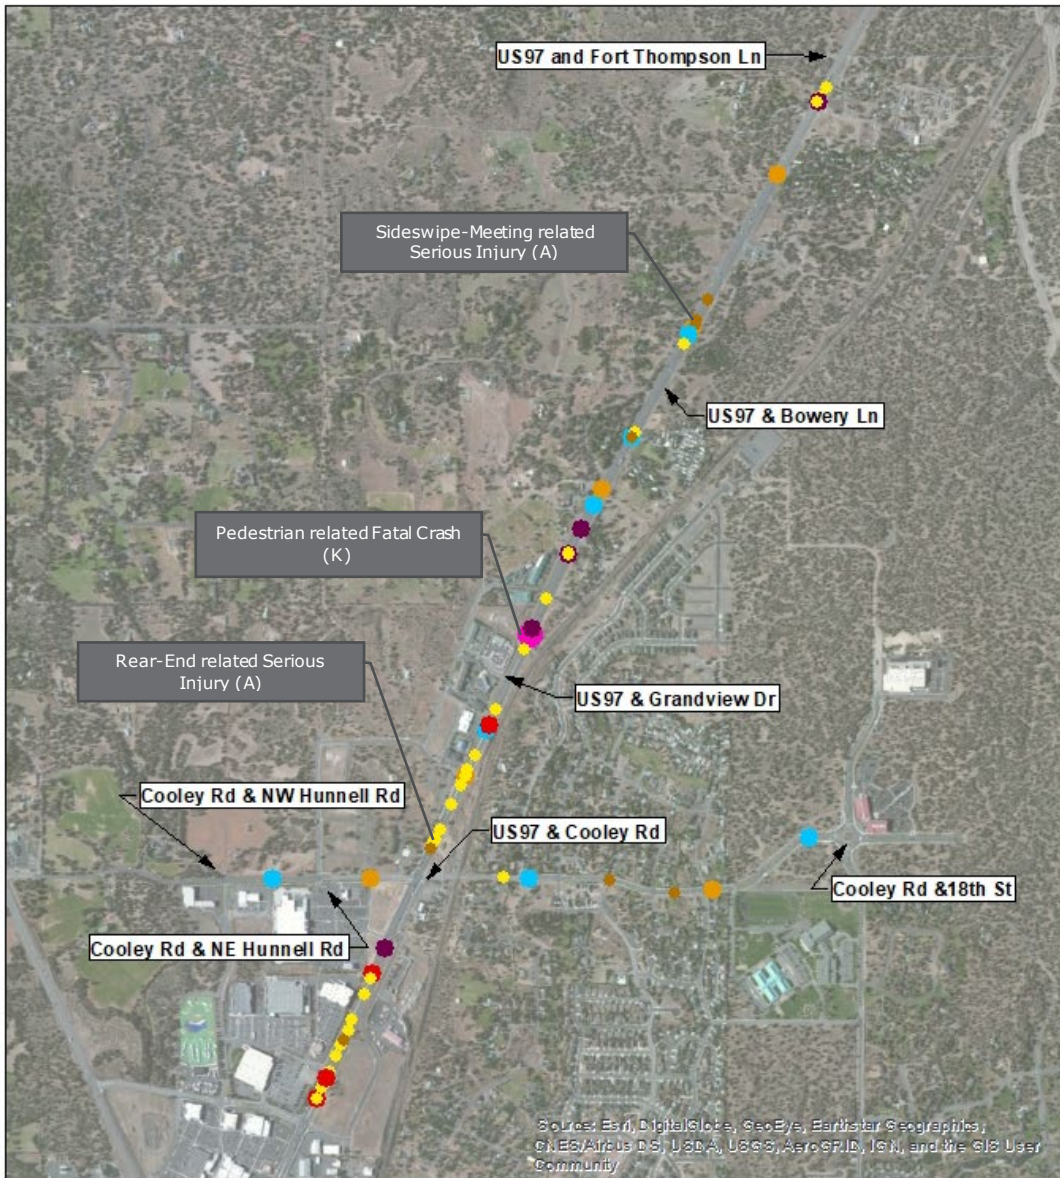 US97 and Fort Thompson Ln
Sideswipe-Meeting related
Serious Injury (A)
US97 & Bowery Ln
Pedestrian related Fatal Crash
(K)
Rear-End related Serious
Injury (A)
US97 & Grandview Dr
Cooley Rd & NW Hunnell Rd
US97 & Cooley Rd
Cooley Rd &18th St
Cooley Rd & NE Hunnell Rd
Source: Esri, DigitalGlobe, GeoEye, Earthstar Geographics,
CNES/Airbus DS, USDA, USGS, AeroGRID, IGN, and the GIS User
Community